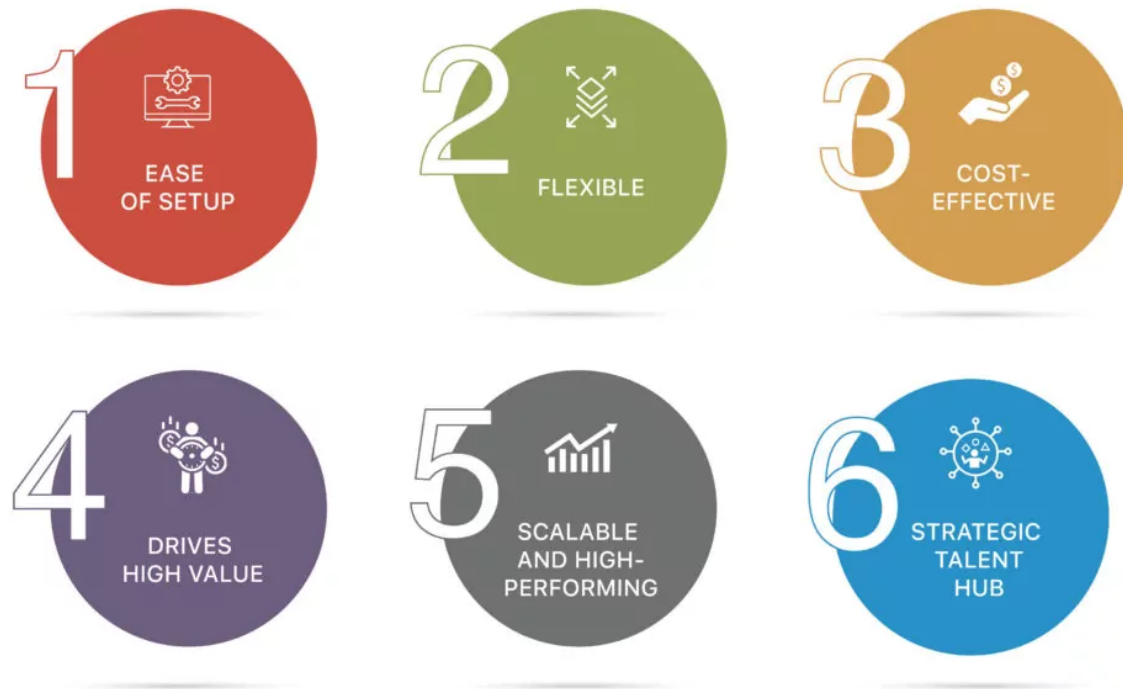 1
EASE
OF SETUP
2
FLEXIBLE
3
COST-
EFFECTIVE
4
DRIVES
HIGH VALUE
5
SCALABLE
AND HIGH-
PERFORMING
6
STRATEGIC
TALENT
HUB